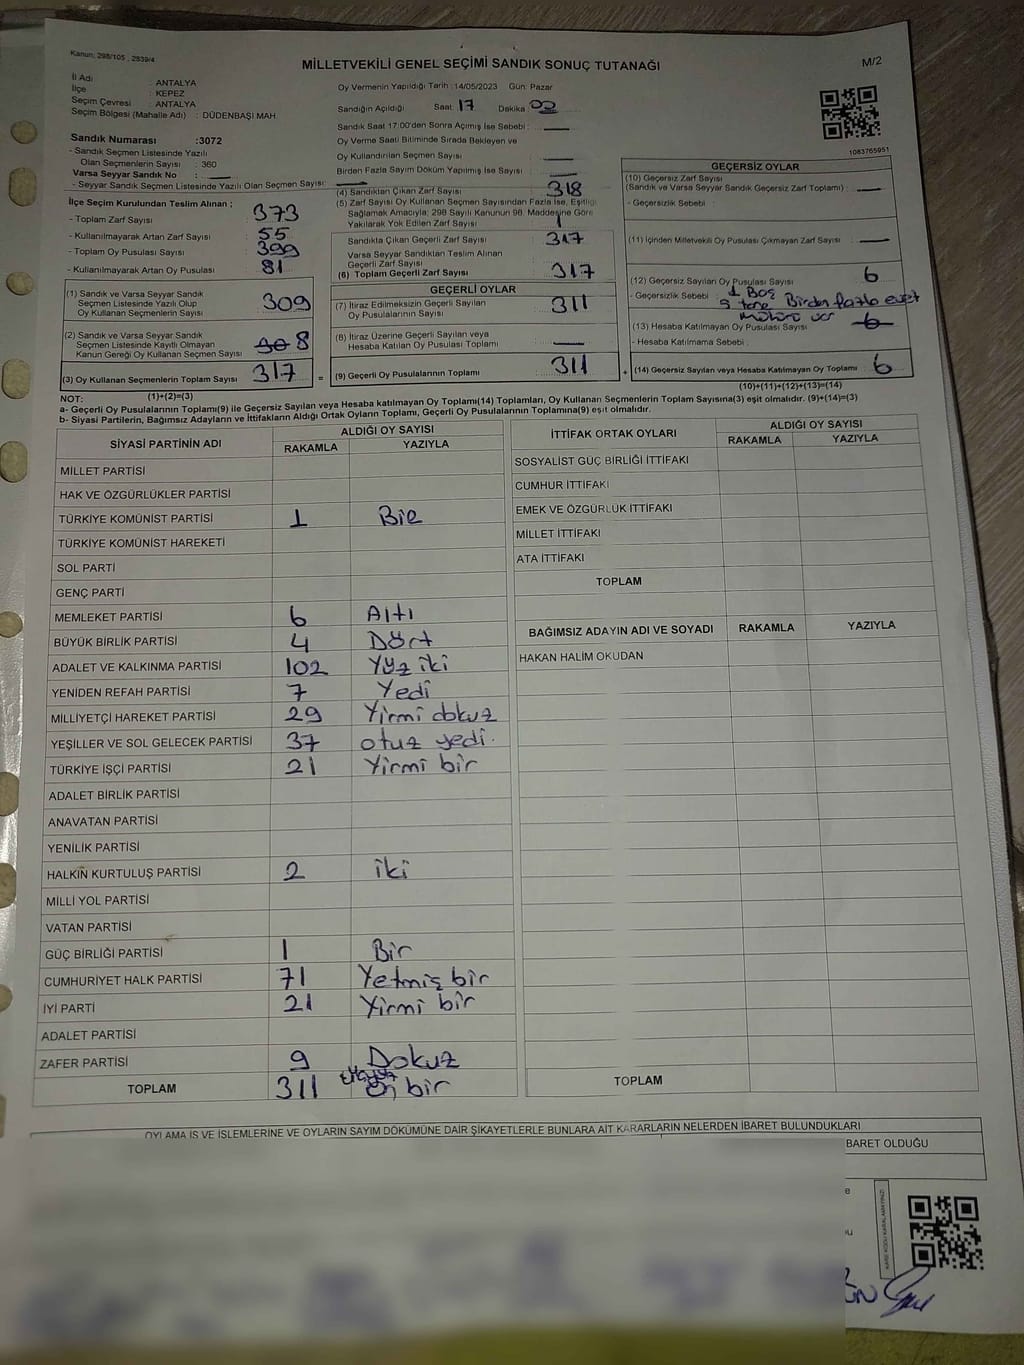 Kanun: 298/105 , 2839/4
MİLLETVEKİLİ GENEL SEÇİMİ SANDIK SONUÇ TUTANAĞI
M/2
İl Adı : ANTALYA
İlçe : KEPEZ
Seçim Çevresi : ANTALYA
Seçim Bölgesi (Mahalle Adı) : DÜDENBAŞI MAH.
Sandık Numarası :3072
- Sandık Seçmen Listesinde Yazılı
Olan Seçmenlerin Sayısı : 360
Varsa Seyyar Sandık No : —
- Seyyar Sandık Seçmen Listesinde Yazılı Olan Seçmen Sayısı: —
İlçe Seçim Kurulundan Teslim Alınan ;
- Toplam Zarf Sayısı : 373
- Kullanılmayarak Artan Zarf Sayısı : 55
- Toplam Oy Pusulası Sayısı : 399
- Kullanılmayarak Artan Oy Pusulası : 81
(1) Sandık ve Varsa Seyyar Sandık
Seçmen Listesinde Yazılı Olup
Oy Kullanan Seçmenlerin Sayısı : 309
(2) Sandık ve Varsa Seyyar Sandık
Seçmen Listesinde Kayıtlı Olmayan
Kanun Gereği Oy Kullanan Seçmen Sayısı : 8
(3) Oy Kullanan Seçmenlerin Toplam Sayısı : 317
(1)+(2)=(3)
Oy Vermenin Yapıldığı Tarih :14/05/2023 Gün: Pazar
Sandığın Açıldığı Saat: 17 Dakika: 00
Sandık Saat 17:00'den Sonra Açılmış İse Sebebi : —
Oy Verme Saati Bitiminde Sırada Bekleyen ve
Oy Kullandırılan Seçmen Sayısı : —
Birden Fazla Sayım Döküm Yapılmış İse Sayısı : —
(4) Sandıktan Çıkan Zarf Sayısı : 318
(5) Zarf Sayısı Oy Kullanan Seçmen Sayısından Fazla İse, Eşitliği
Sağlamak Amacıyla; 298 Sayılı Kanunun 98. Maddesine Göre
Yakılarak Yok Edilen Zarf Sayısı : 1
Sandıkta Çıkan Geçerli Zarf Sayısı : 317
Varsa Seyyar Sandıktan Teslim Alınan
Geçerli Zarf Sayısı
(6) Toplam Geçerli Zarf Sayısı : 317
GEÇERLİ OYLAR
(7) İtiraz Edilmeksizin Geçerli Sayılan
Oy Pusulalarının Sayısı : 311
(8) İtiraz Üzerine Geçerli Sayılan veya
Hesaba Katılan Oy Pusulası Toplamı : —
= (9) Geçerli Oy Pusulalarının Toplamı : 311
1083765951
GEÇERSİZ OYLAR
(10) Geçersiz Zarf Sayısı
(Sandık ve Varsa Seyyar Sandık Geçersiz Zarf Toplamı) : —
- Geçersizlik Sebebi :
(11) İçinden Milletvekili Oy Pusulası Çıkmayan Zarf Sayısı : —
(12) Geçersiz Sayılan Oy Pusulası Sayısı : 6
- Geçersizlik Sebebi : 1 Boş
5 tane Birden fazla evet
mührü var
(13) Hesaba Katılmayan Oy Pusulası Sayısı :
- Hesaba Katılmama Sebebi :
+ (14) Geçersiz Sayılan veya Hesaba Katılmayan Oy Toplamı : 6
(10)+(11)+(12)+(13)=(14)
NOT:
a- Geçerli Oy Pusulalarının Toplamı(9) ile Geçersiz Sayılan veya Hesaba katılmayan Oy Toplamı(14) Toplamları, Oy Kullanan Seçmenlerin Toplam Sayısına(3) eşit olmalıdır. (9)+(14)=(3)
b- Siyasi Partilerin, Bağımsız Adayların ve İttifakların Aldığı Ortak Oyların Toplamı, Geçerli Oy Pusulalarının Toplamına(9) eşit olmalıdır.
SİYASİ PARTİNİN ADI
ALDIĞI OY SAYISI
RAKAMLA YAZIYLA
MİLLET PARTİSİ
HAK VE ÖZGÜRLÜKLER PARTİSİ
TÜRKİYE KOMÜNİST PARTİSİ 1 Bir
TÜRKİYE KOMÜNİST HAREKETİ
SOL PARTİ
GENÇ PARTİ
MEMLEKET PARTİSİ 6 Altı
BÜYÜK BİRLİK PARTİSİ 4 Dört
ADALET VE KALKINMA PARTİSİ 102 Yüz iki
YENİDEN REFAH PARTİSİ 7 Yedi
MİLLİYETÇİ HAREKET PARTİSİ 29 Yirmi dokuz
YEŞİLLER VE SOL GELECEK PARTİSİ 37 otuz yedi.
TÜRKİYE İŞÇİ PARTİSİ 21 Yirmi bir
ADALET BİRLİK PARTİSİ
ANAVATAN PARTİSİ
YENİLİK PARTİSİ
HALKIN KURTULUŞ PARTİSİ 2 iki
MİLLİ YOL PARTİSİ
VATAN PARTİSİ
GÜÇ BİRLİĞİ PARTİSİ 1 Bir
CUMHURİYET HALK PARTİSİ 71 Yetmiş bir
İYİ PARTİ 21 Yirmi bir
ADALET PARTİSİ
ZAFER PARTİSİ 9 Dokuz
TOPLAM 311 üçyüz on bir
İTTİFAK ORTAK OYLARI
ALDIĞI OY SAYISI
RAKAMLA YAZIYLA
SOSYALİST GÜÇ BİRLİĞİ İTTİFAKI
CUMHUR İTTİFAKI
EMEK VE ÖZGÜRLÜK İTTİFAKI
MİLLET İTTİFAKI
ATA İTTİFAKI
TOPLAM
BAĞIMSIZ ADAYIN ADI VE SOYADI RAKAMLA YAZIYLA
HAKAN HALİM OKUDAN
TOPLAM
OYLAMA İŞ VE İŞLEMLERİNE VE OYLARIN SAYIM DÖKÜMÜNE DAİR ŞİKAYETLERLE BUNLARA AİT KARARLARIN NELERDEN İBARET BULUNDUKLARI
BARET OLDUĞU